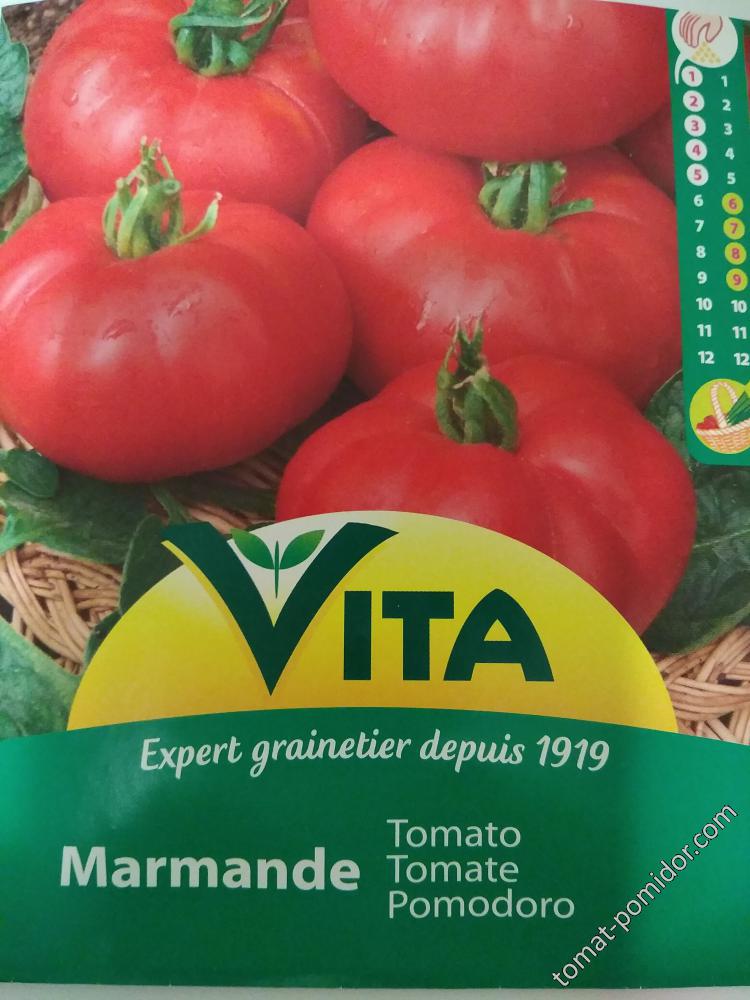 1 1
2 2
3 3
4 4
5 5
6 6
7 7
8 8
9 9
10 10
11 11
12 12
VITA
Expert grainetier depuis 1919
Marmande
Tomato
Tomate
Pomodoro
tomat-pomidor.com